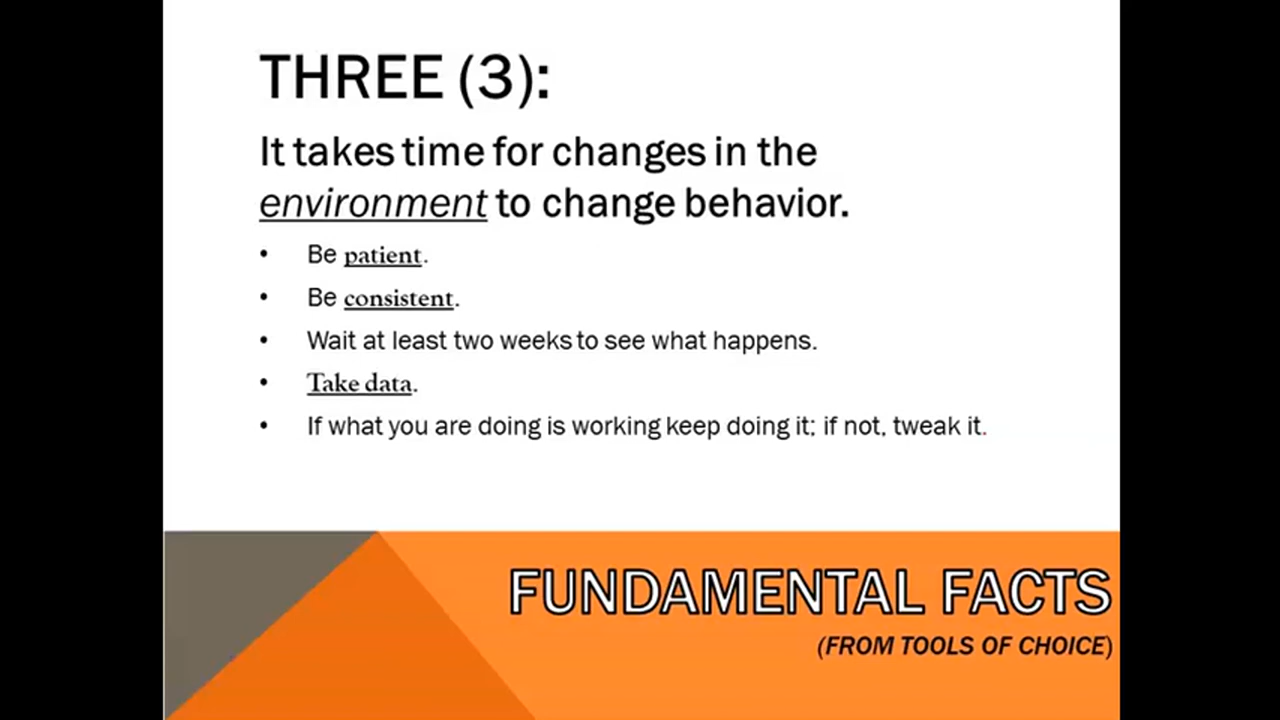 THREE (3):
It takes time for changes in the
environment to change behavior.
• Be patient.
• Be consistent.
• Wait at least two weeks to see what happens.
• Take data.
• If what you are doing is working keep doing it; if not, tweak it.
FUNDAMENTAL FACTS
(FROM TOOLS OF CHOICE)